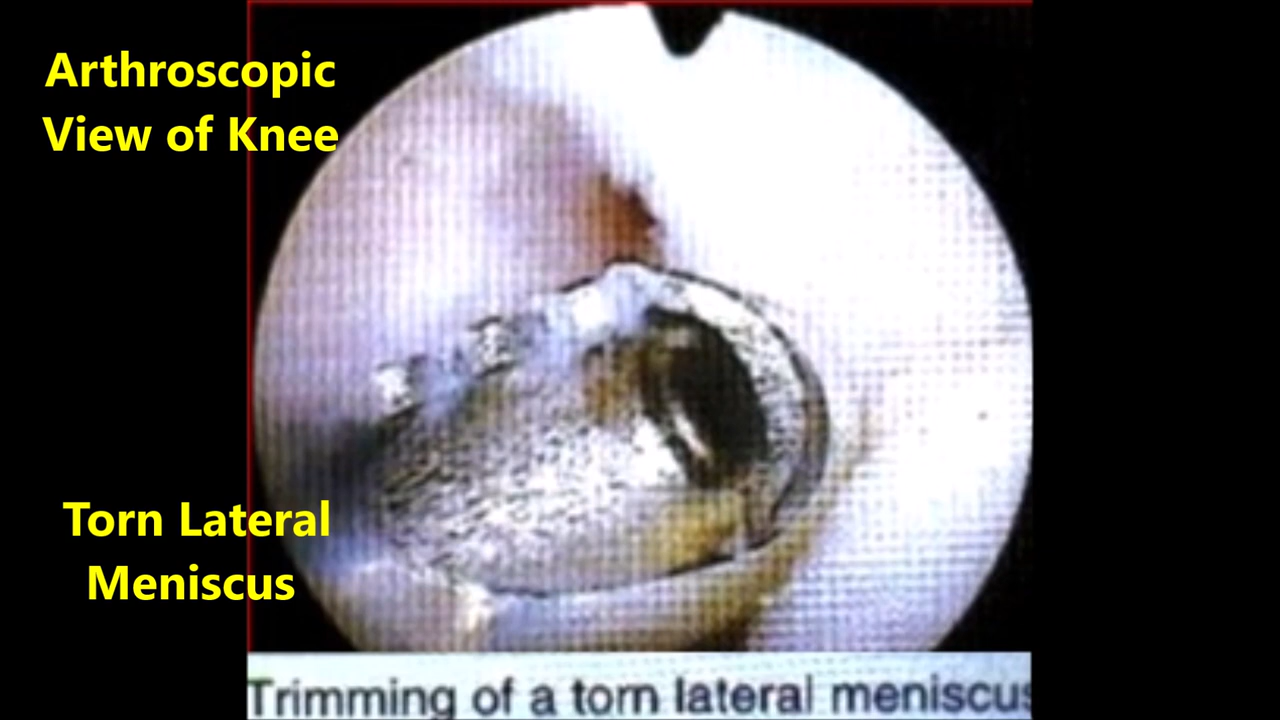 Arthroscopic
View of Knee
Torn Lateral
Meniscus
Trimming of a torn lateral meniscus